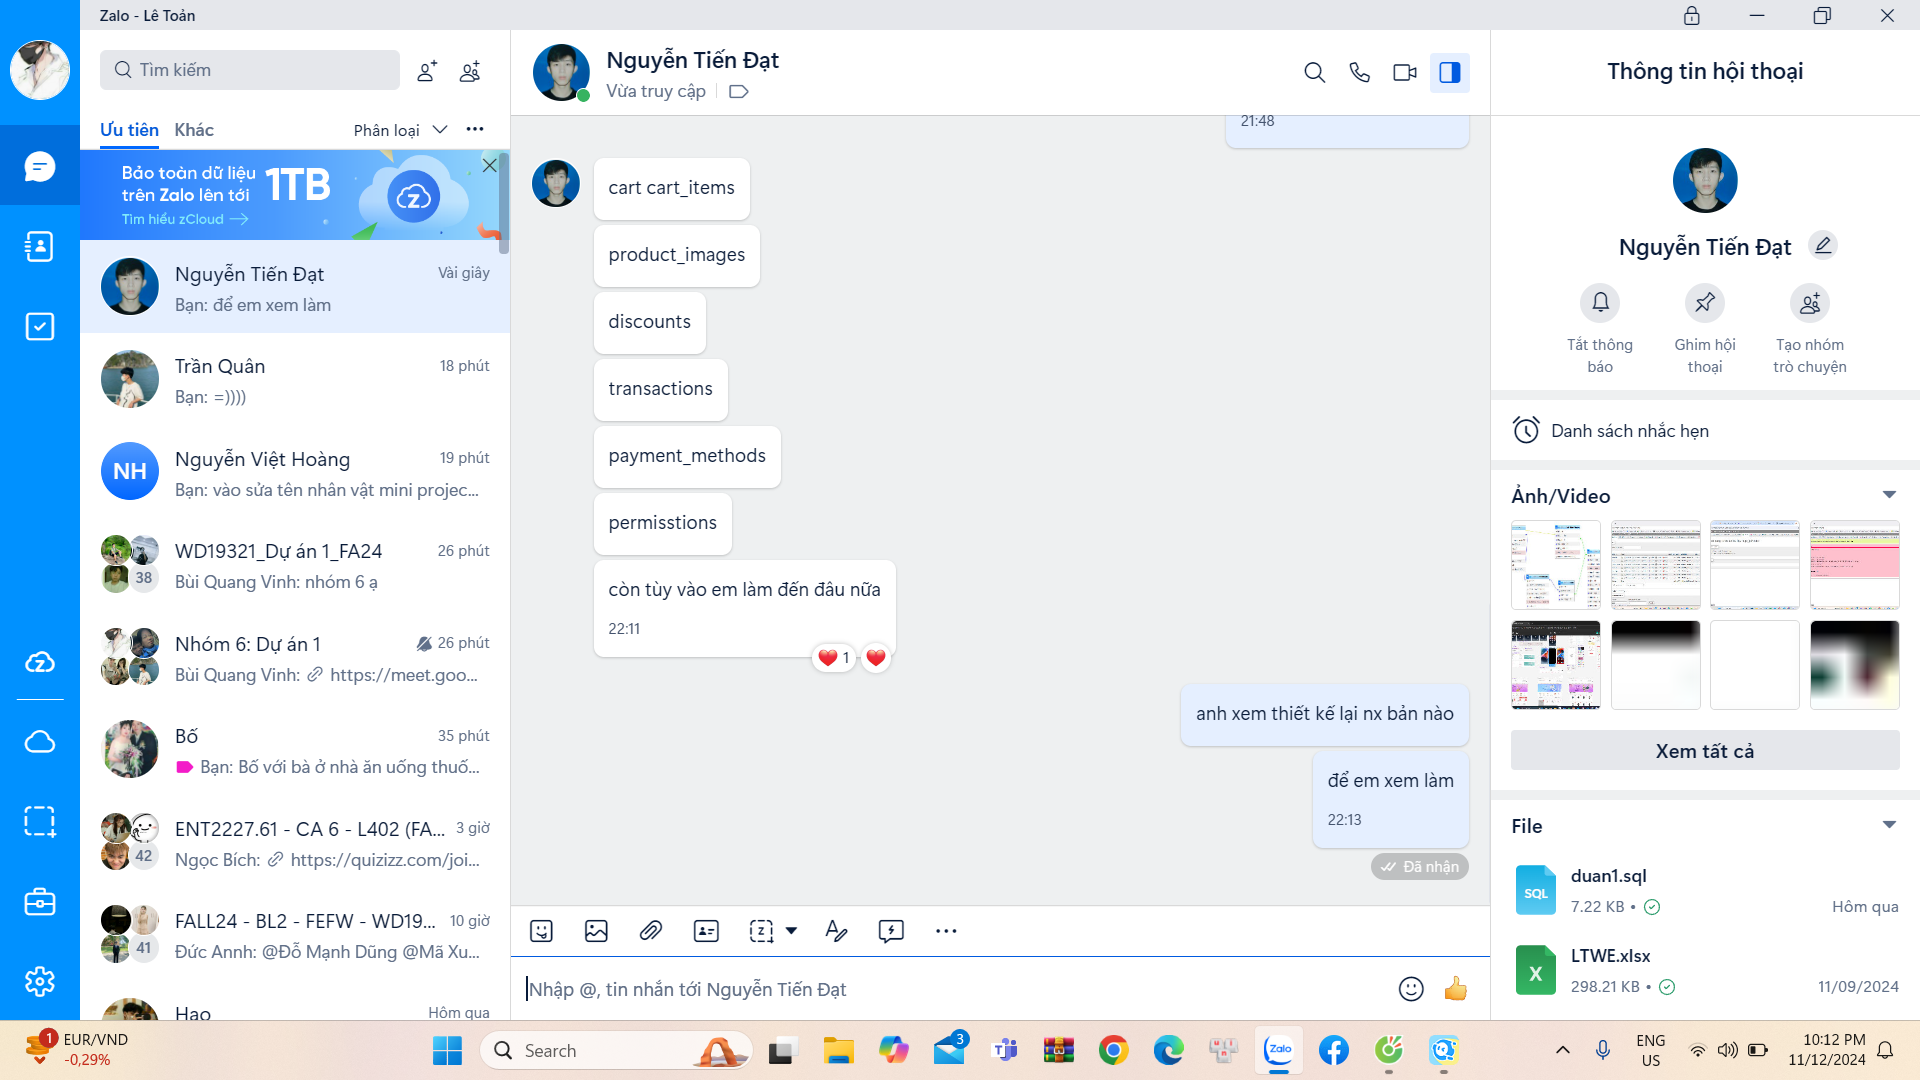 Zalo - Lê Toản
Tìm kiếm
Ưu tiên Khác Phân loại
Bảo toàn dữ liệu
trên Zalo lên tới 1TB
Tìm hiểu zCloud
Nguyễn Tiến Đạt Vài giây
Bạn: để em xem làm
Trần Quân 18 phút
Bạn: =))))
NH
Nguyễn Việt Hoàng 19 phút
Bạn: vào sửa tên nhân vật mini projec...
38
WD19321_Dự án 1_FA24 26 phút
Bùi Quang Vinh: nhóm 6 ạ
Nhóm 6: Dự án 1 26 phút
Bùi Quang Vinh: https://meet.goo...
Bố 35 phút
Bạn: Bố với bà ở nhà ăn uống thuố...
42
ENT2227.61 - CA 6 - L402 (FA... 3 giờ
Ngọc Bích: https://quizizz.com/joi...
41
FALL24 - BL2 - FEFW - WD19... 10 giờ
Đức Annh: @Đỗ Mạnh Dũng @Mã Xu...
Hạo Hôm qua
Nguyễn Tiến Đạt
Vừa truy cập
21:48
cart cart_items
product_images
discounts
transactions
payment_methods
permisstions
còn tùy vào em làm đến đâu nữa
22:11
1
anh xem thiết kế lại nx bản nào
để em xem làm
22:13
Đã nhận
Nhập @, tin nhắn tới Nguyễn Tiến Đạt
Thông tin hội thoại
Nguyễn Tiến Đạt
Tắt thông
báo
Ghim hội
thoại
Tạo nhóm
trò chuyện
Danh sách nhắc hẹn
Ảnh/Video
Xem tất cả
File
SQL
duan1.sql
7.22 KB • Hôm qua
X
LTWE.xlsx
298.21 KB • 11/09/2024
1
EUR/VND
-0,29%
Search
3
Zalo
ENG
US
10:12 PM
11/12/2024